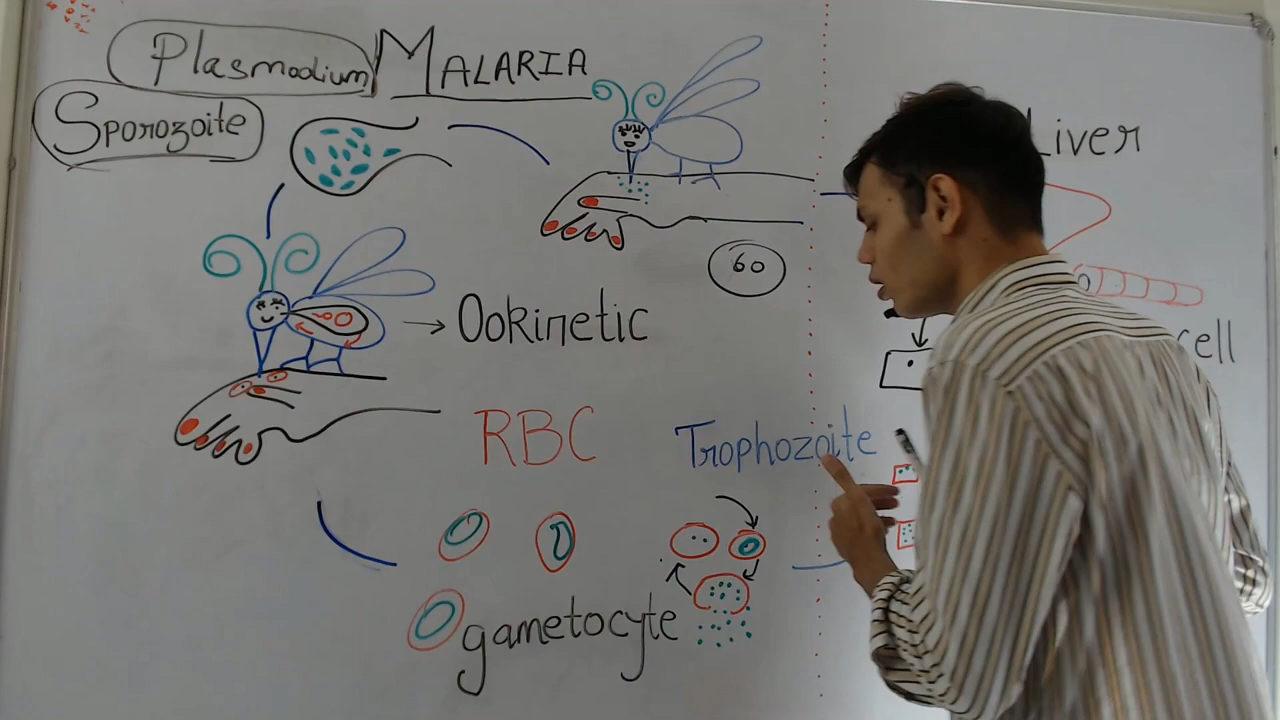 Plasmodium MALARIA
Sporozoite
Liver
60
Ookinetic
cell
RBC
Trophozoite
gametocyte